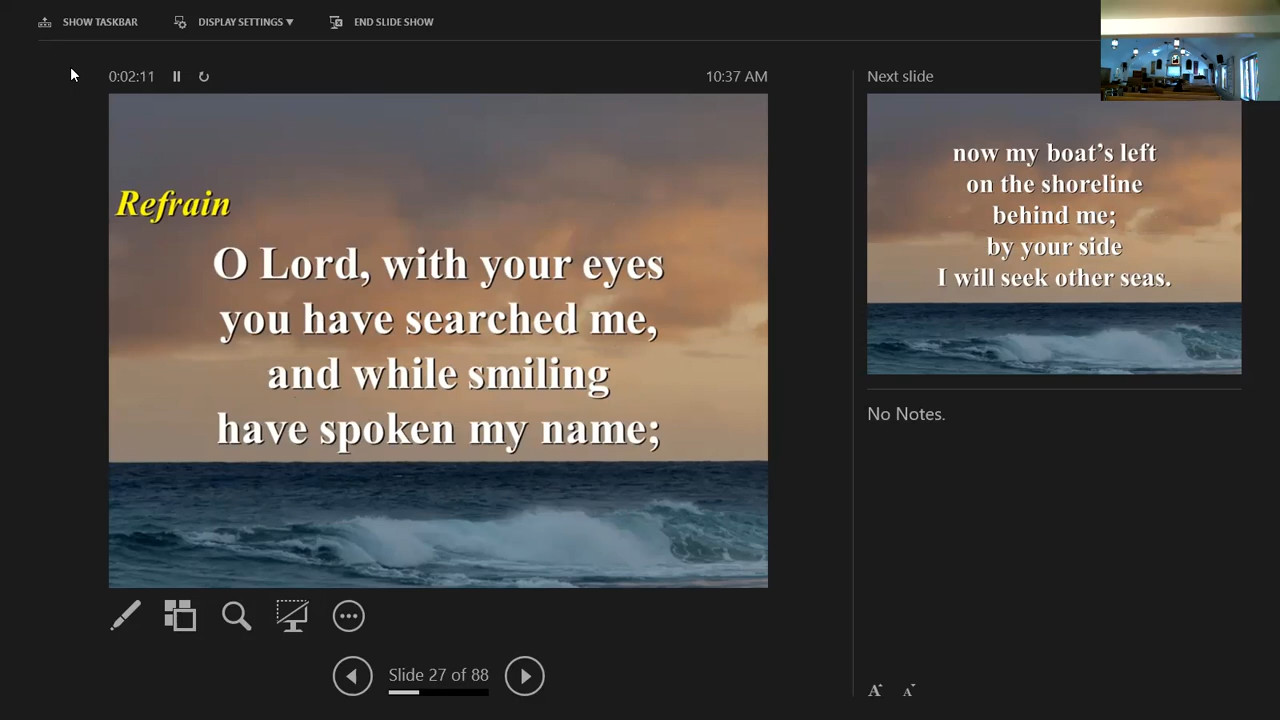 SHOW TASKBAR
DISPLAY SETTINGS ▼
END SLIDE SHOW
0:02:11
10:37 AM
Refrain
O Lord, with your eyes
you have searched me,
and while smiling
have spoken my name;
Slide 27 of 88
Next slide
now my boat’s left
on the shoreline
behind me;
by your side
I will seek other seas.
No Notes.
A A